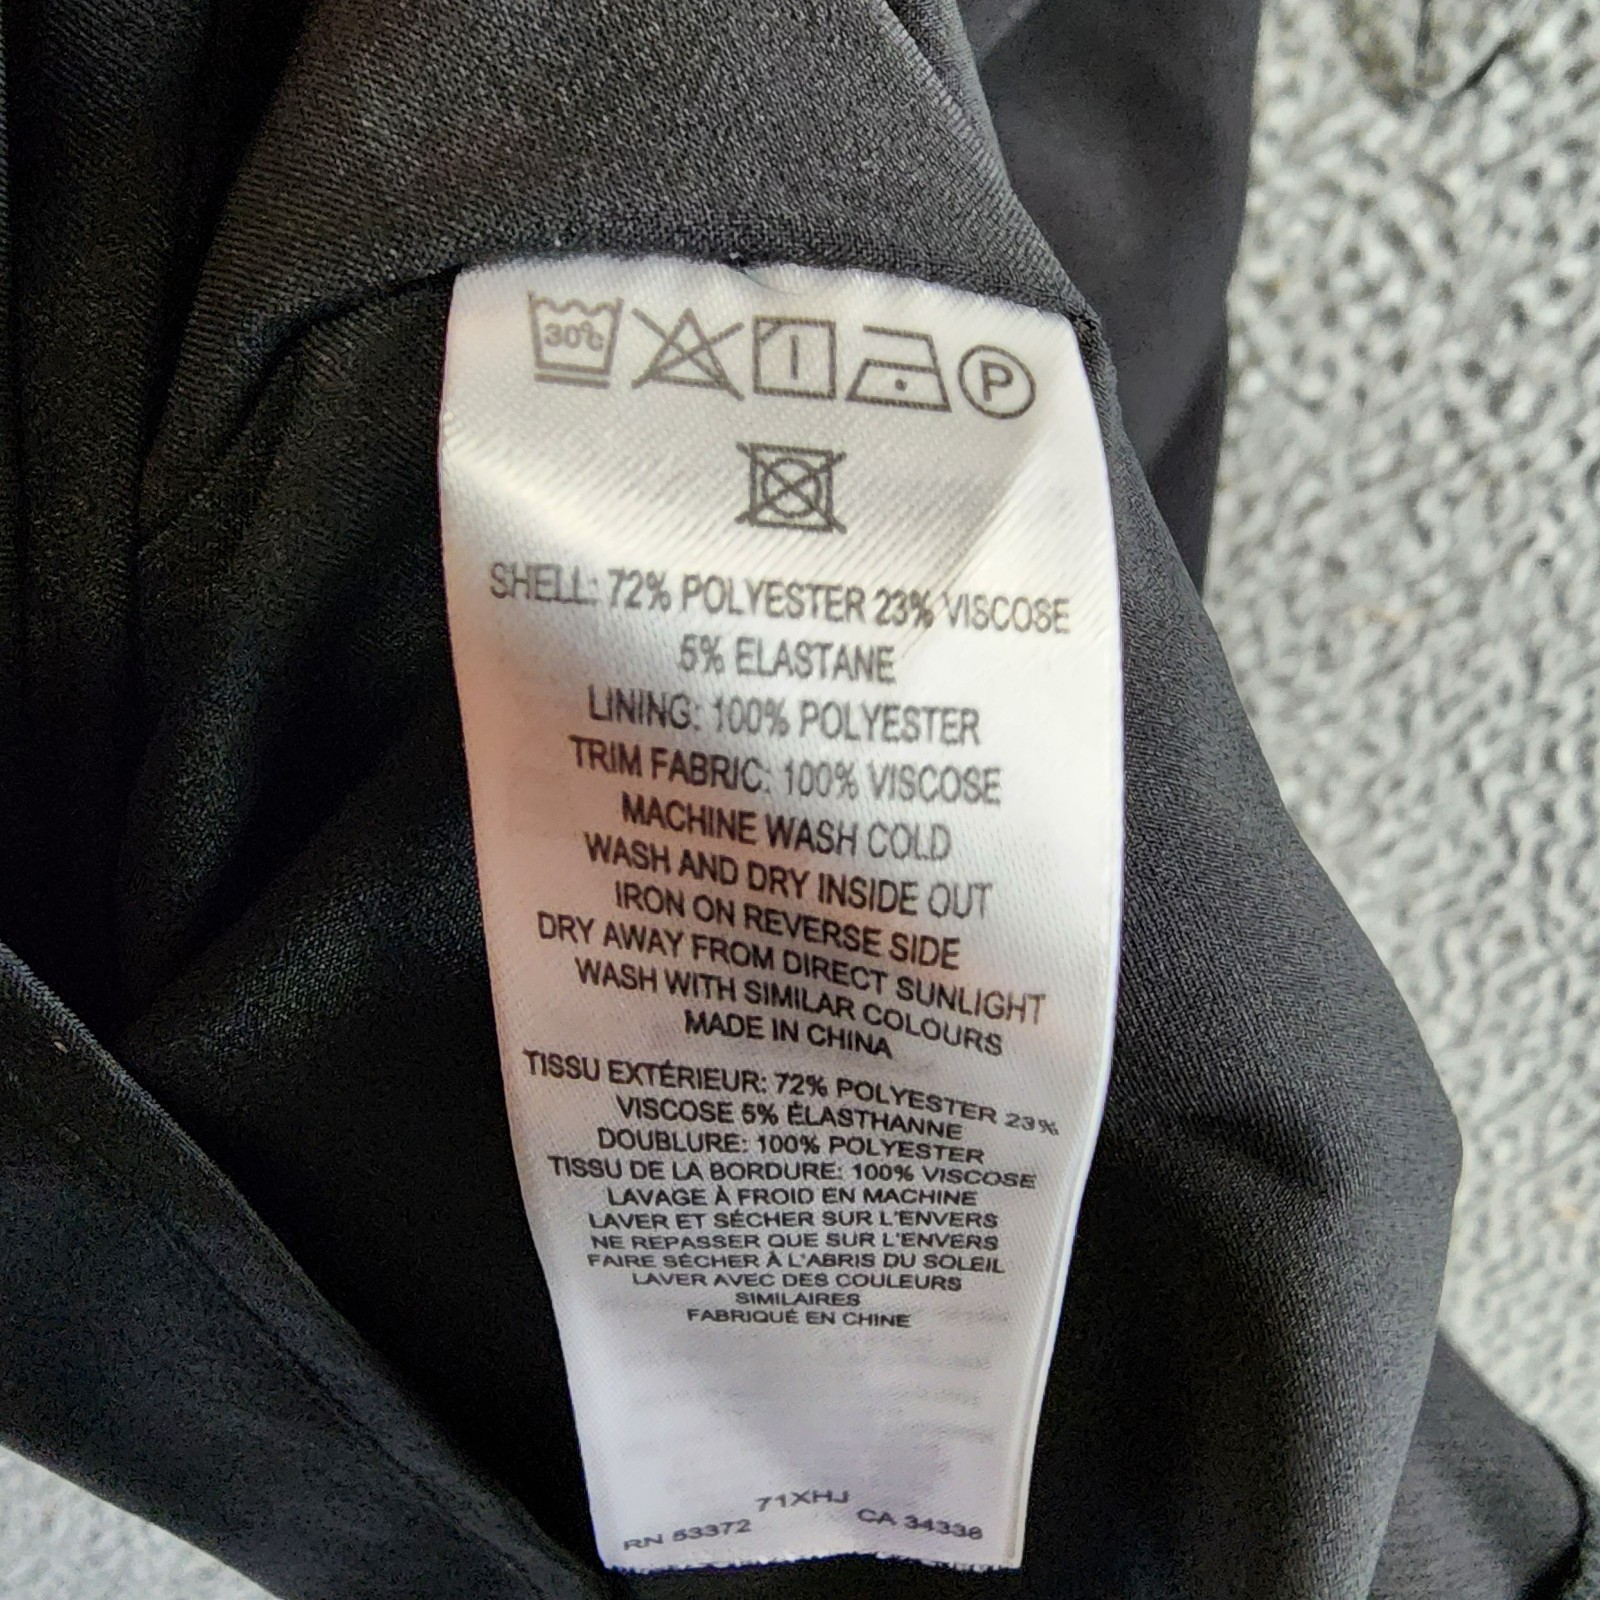 30°C
P
SHELL: 72% POLYESTER 23% VISCOSE
5% ELASTANE
LINING: 100% POLYESTER
TRIM FABRIC: 100% VISCOSE
MACHINE WASH COLD
WASH AND DRY INSIDE OUT
IRON ON REVERSE SIDE
DRY AWAY FROM DIRECT SUNLIGHT
WASH WITH SIMILAR COLOURS
MADE IN CHINA
TISSU EXTÉRIEUR: 72% POLYESTER 23%
VISCOSE 5% ÉLASTHANNE
DOUBLURE: 100% POLYESTER
TISSU DE LA BORDURE: 100% VISCOSE
LAVAGE À FROID EN MACHINE
LAVER ET SÉCHER SUR L'ENVERS
NE REPASSER QUE SUR L'ENVERS
FAIRE SÉCHER À L'ABRIS DU SOLEIL
LAVER AVEC DES COULEURS
SIMILAIRES
FABRIQUÉ EN CHINE
71XHJ
RN 53372 CA 34336